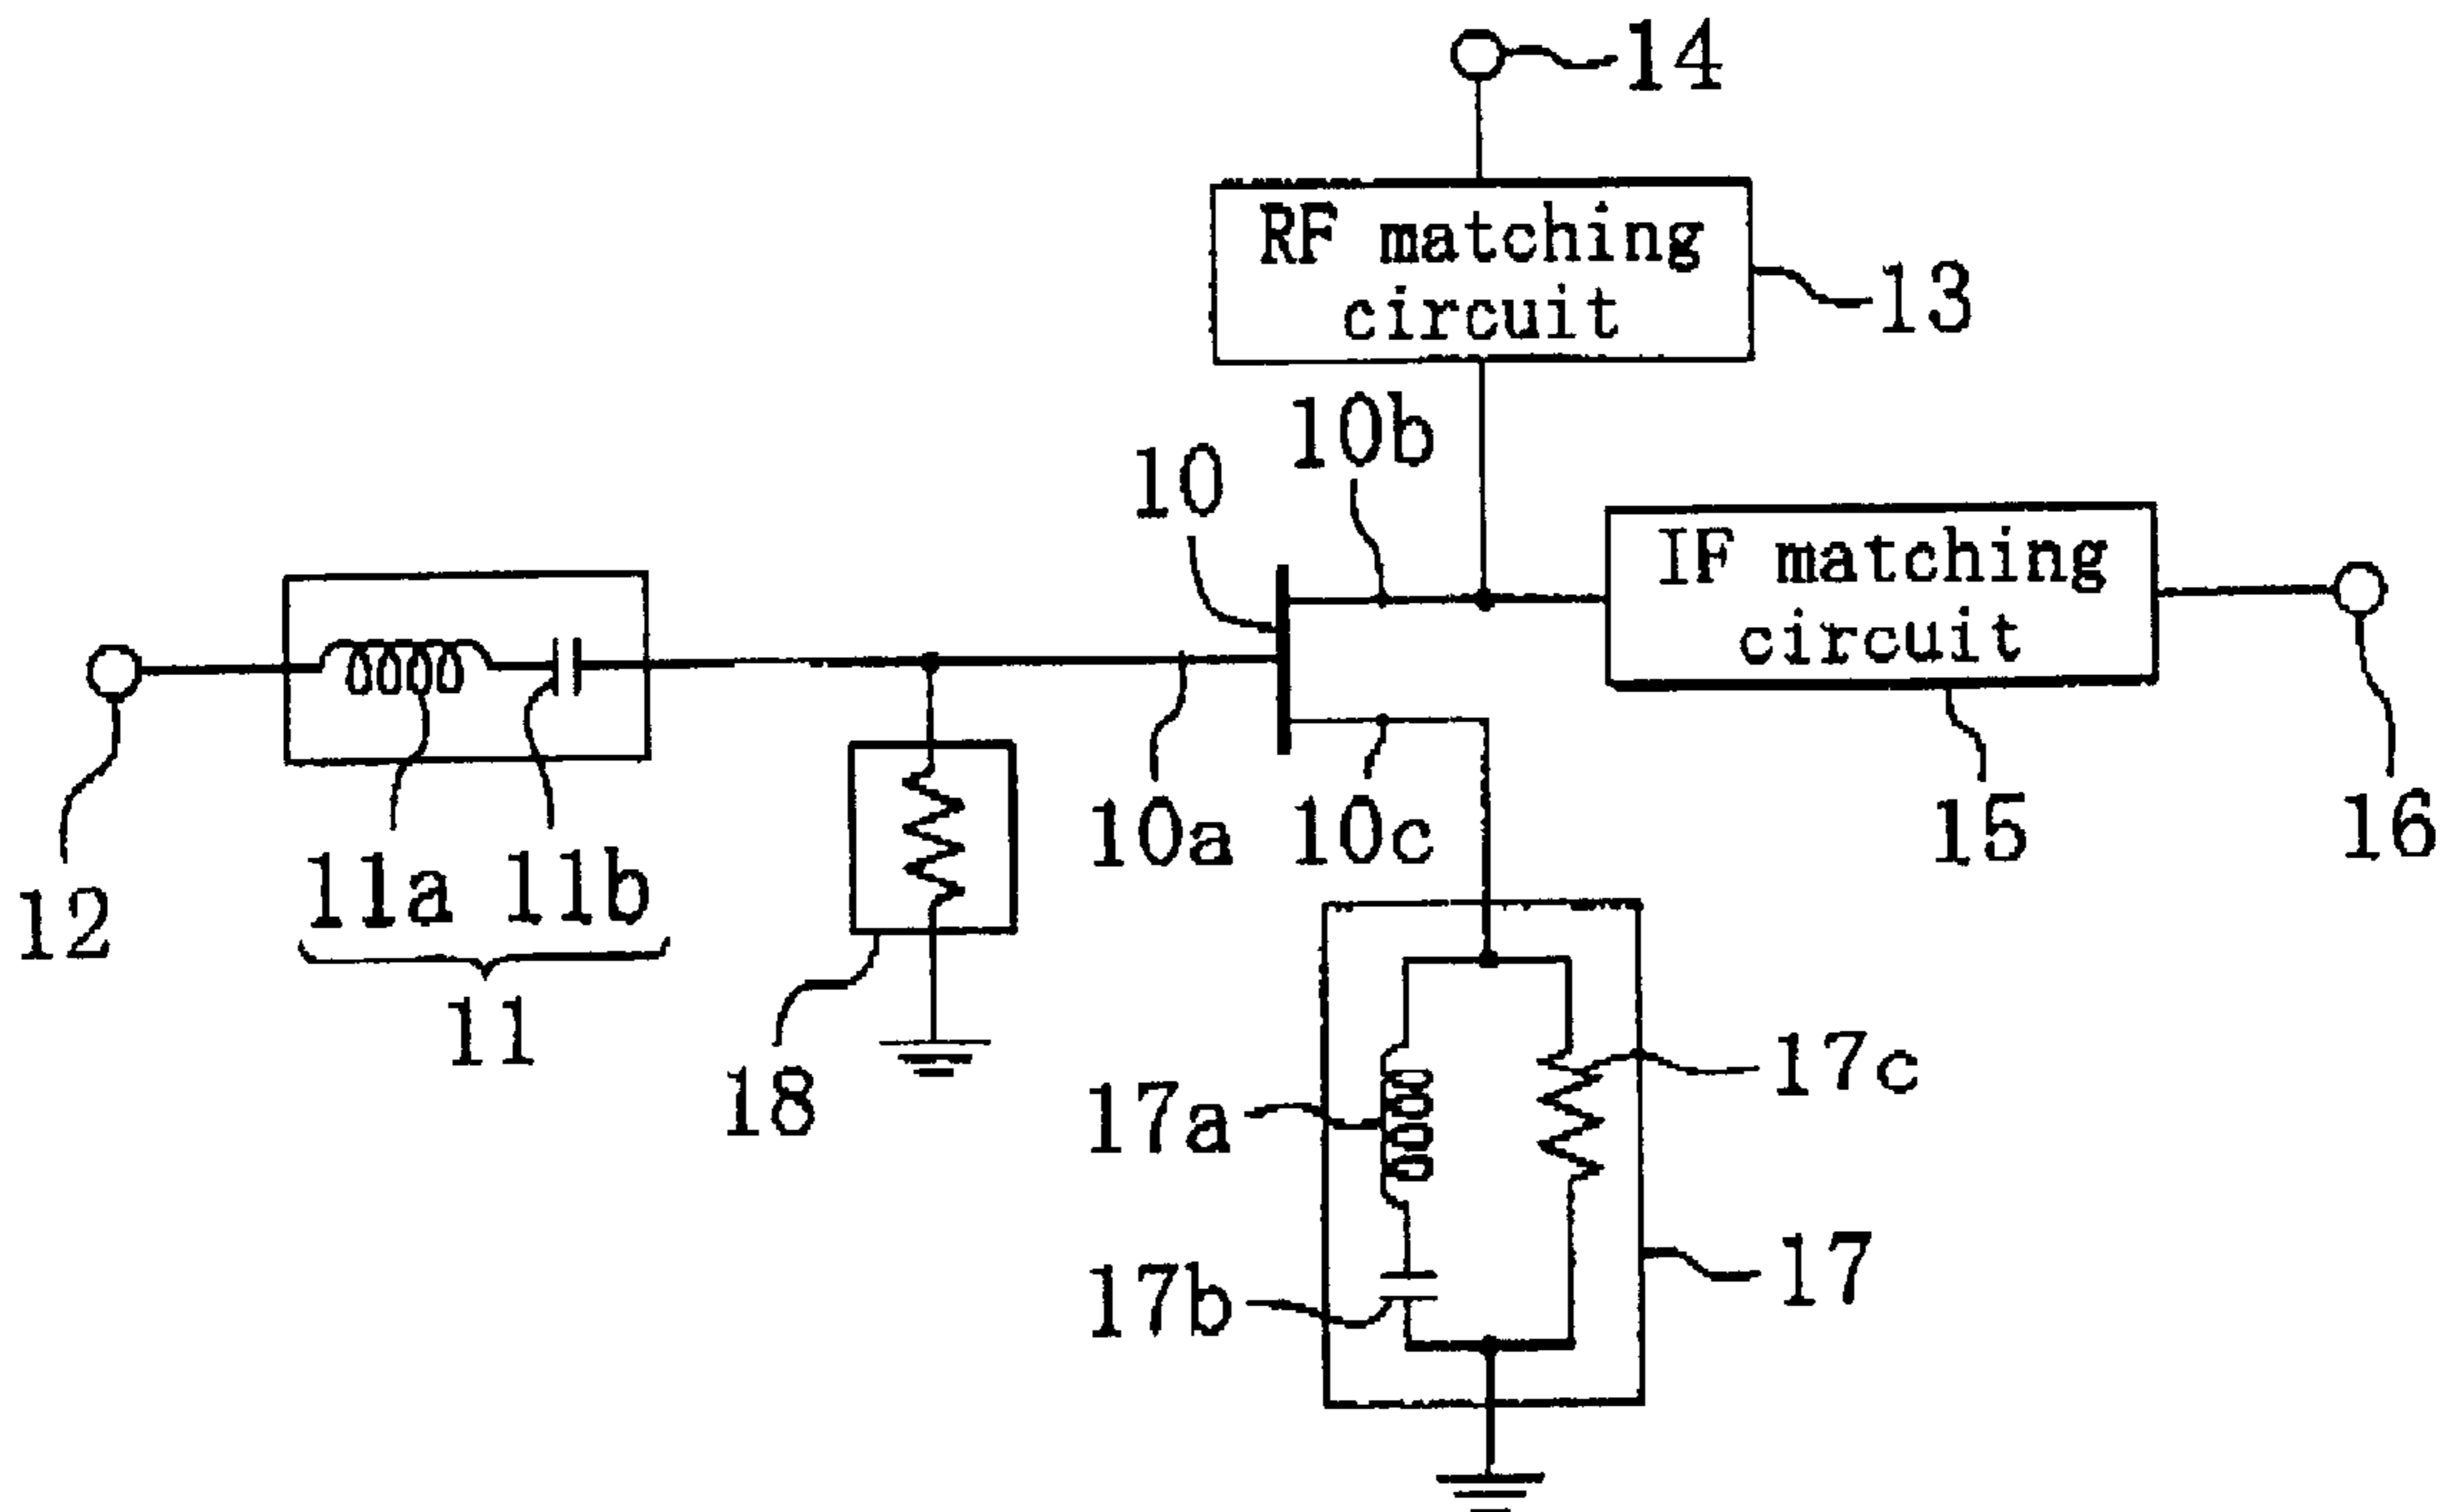 14
RF matching
circuit
13
10b
10
IF matching
circuit
12
11a 11b
11
18
10a
10c
15
16
17a
17c
17b
17